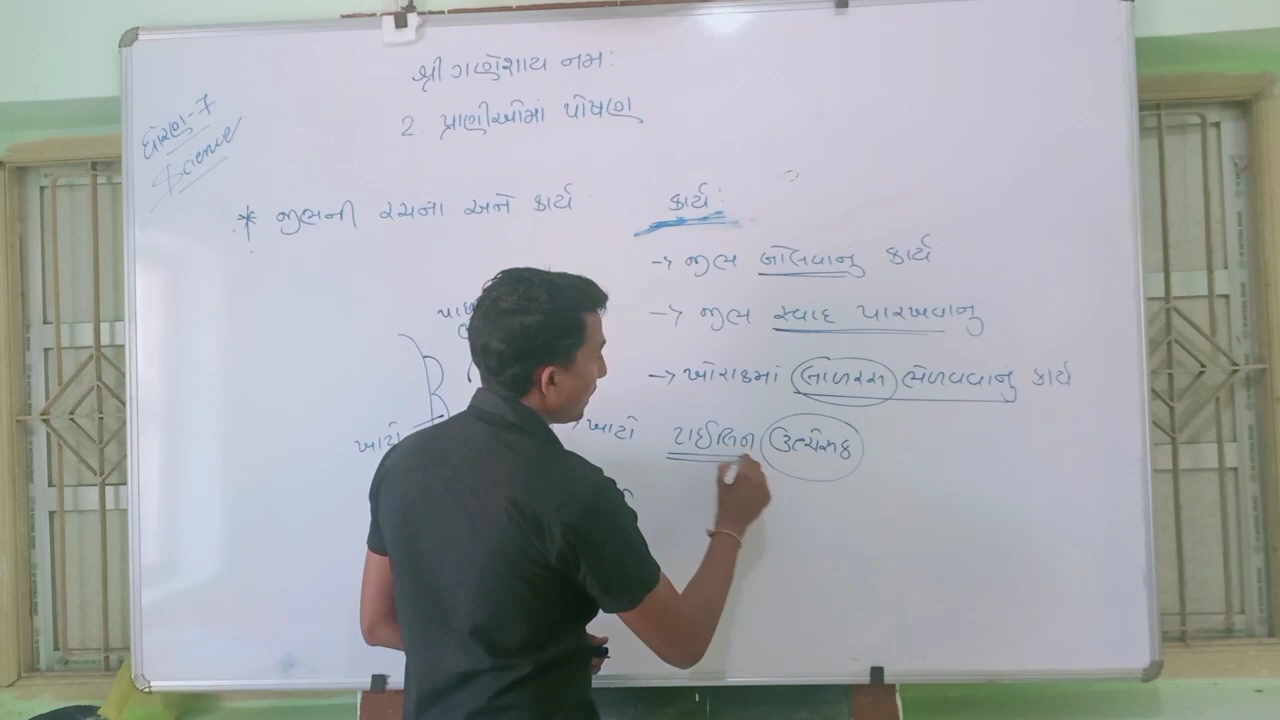 શ્રી ગણેશાય નમ:
2. પ્રાણીઓમાં પોષણ
ધોરણ-7
Science
* જીભની રચના અને કાર્ય :
કાર્ય :
→ જીભ બોલવાનુ કાર્ય
→ જીભ સ્વાદ પારખવાનુ
→ ખોરાકમાં લાળરસ ભેળવવાનુ કાર્ય
ખાટો
ખાટો
ટાઈલિન ઉત્સેચક